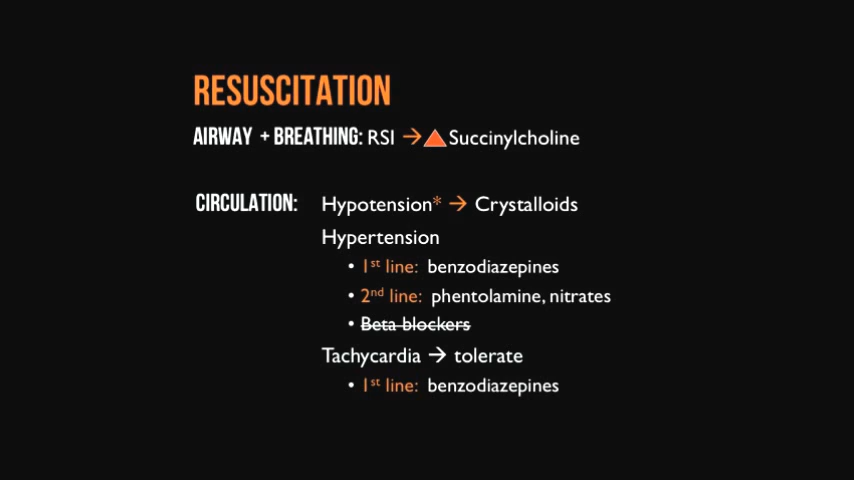 RESUSCITATION
AIRWAY + BREATHING: RSI → Succinylcholine
CIRCULATION: Hypotension* → Crystalloids
Hypertension
• 1st line: benzodiazepines
• 2nd line: phentolamine, nitrates
• Beta blockers
Tachycardia → tolerate
• 1st line: benzodiazepines